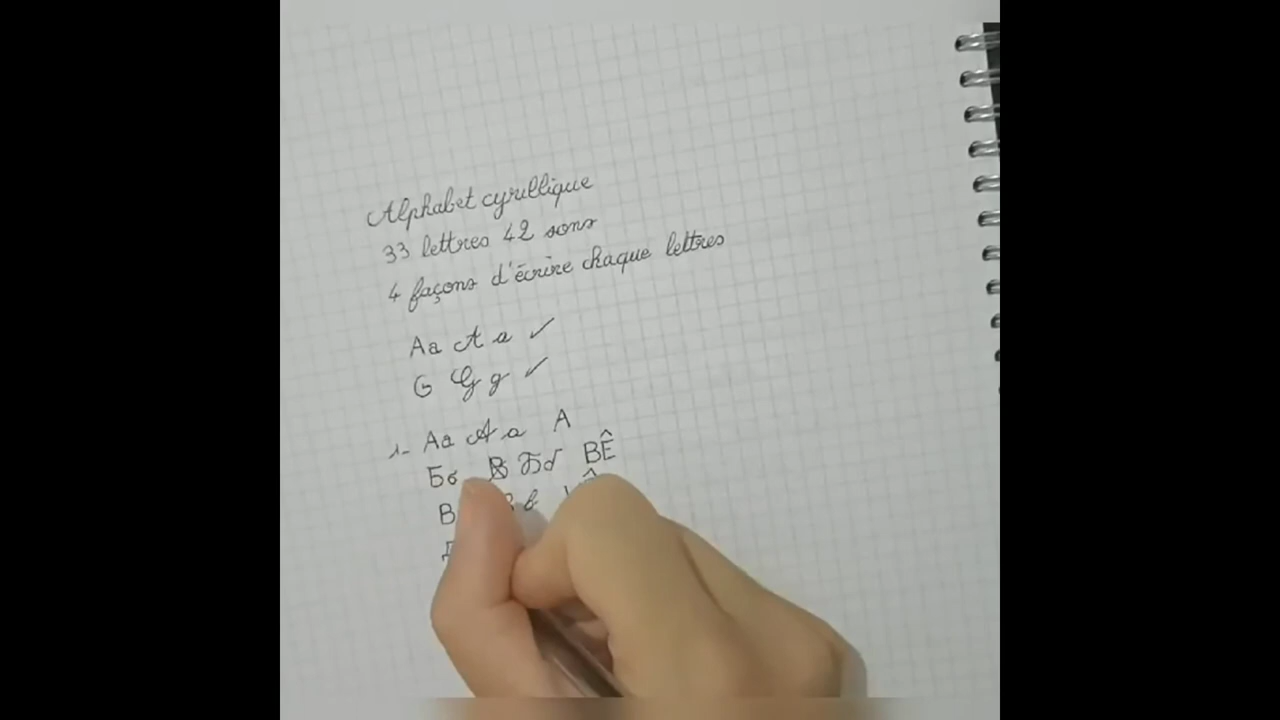 Alphabet cyrillique
33 lettres 42 sons
4 façons d'écrire chaque lettres
Aa A a ✓
G G g ✓
1- Aa A a A
Бб Бб BÊ
В в